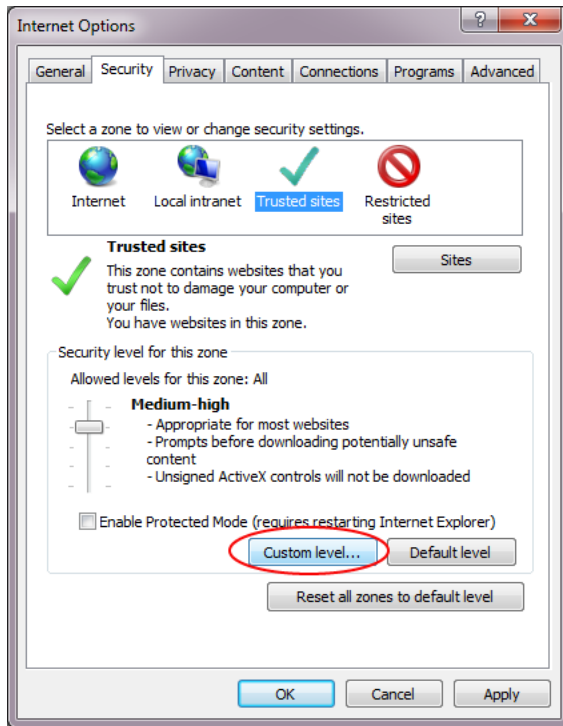 Internet Options
General Security Privacy Content Connections Programs Advanced
Select a zone to view or change security settings.
Internet Local intranet Trusted sites Restricted
sites
Trusted sites
Sites
This zone contains websites that you
trust not to damage your computer or
your files.
You have websites in this zone.
Security level for this zone
Allowed levels for this zone: All
Medium-high
- Appropriate for most websites
- Prompts before downloading potentially unsafe
content
- Unsigned ActiveX controls will not be downloaded
Enable Protected Mode (requires restarting Internet Explorer)
Custom level... Default level
Reset all zones to default level
OK Cancel Apply